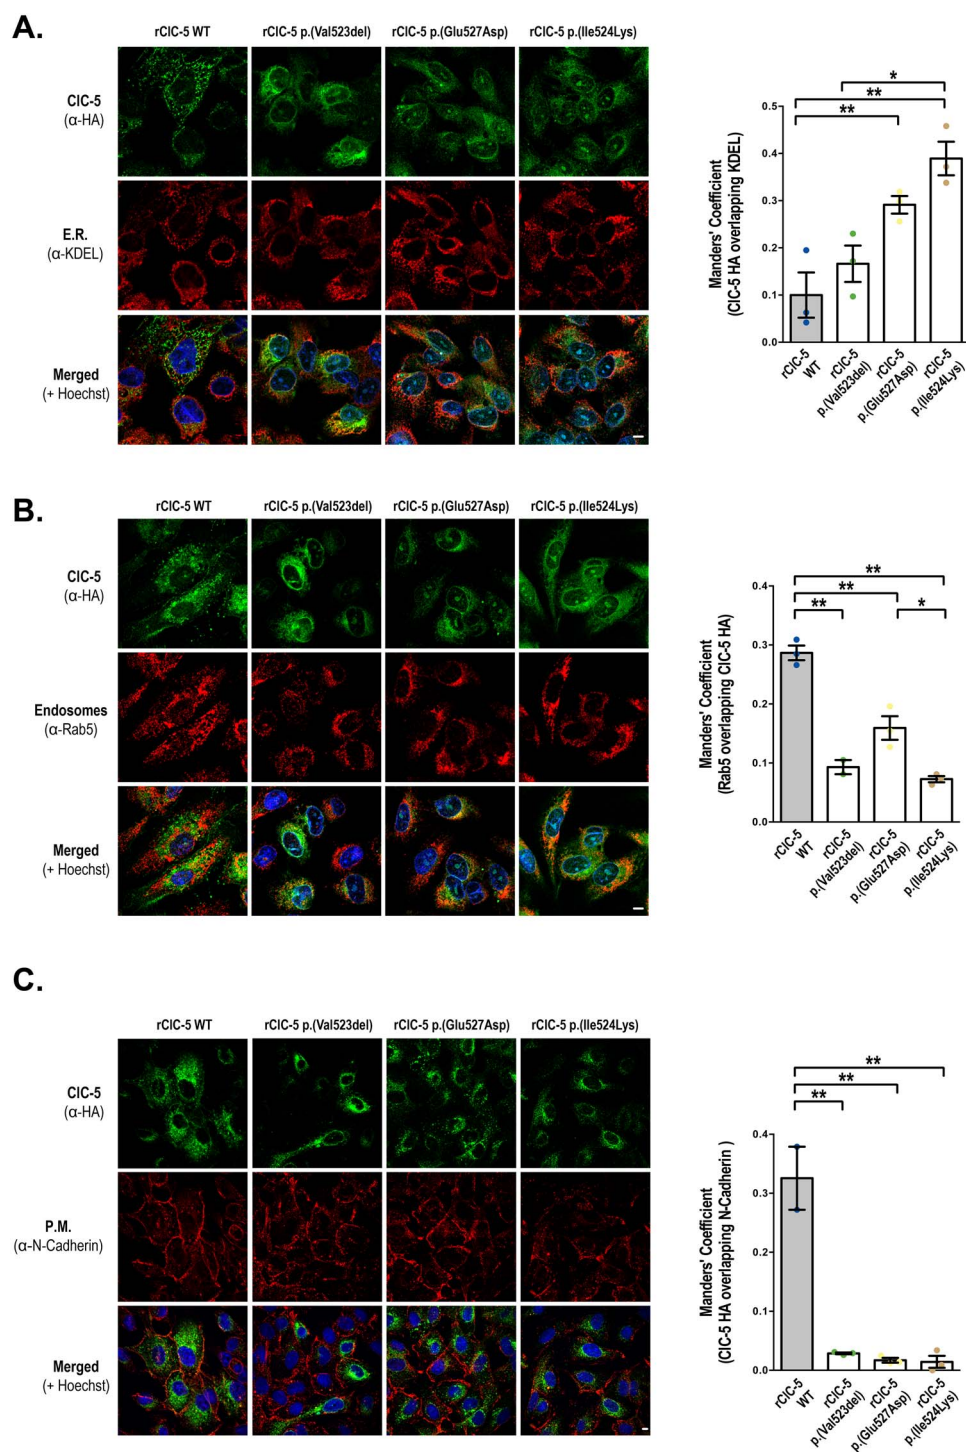 A.
rClC-5 WT
rClC-5 p.(Val523del)
rClC-5 p.(Glu527Asp)
rClC-5 p.(Ile524Lys)
ClC-5
(α-HA)
E.R.
(α-KDEL)
Merged
(+ Hoechst)
Manders' Coefficient
(ClC-5 HA overlapping KDEL)
0.5
0.4
0.3
0.2
0.1
0.0
*
**
**
rClC-5
WT
rClC-5
p.(Val523del)
rClC-5
p.(Glu527Asp)
rClC-5
p.(Ile524Lys)
B.
rClC-5 WT
rClC-5 p.(Val523del)
rClC-5 p.(Glu527Asp)
rClC-5 p.(Ile524Lys)
ClC-5
(α-HA)
Endosomes
(α-Rab5)
Merged
(+ Hoechst)
Manders' Coefficient
(Rab5 overlapping ClC-5 HA)
0.4
0.3
0.2
0.1
0.0
**
**
**
*
rClC-5
WT
rClC-5
p.(Val523del)
rClC-5
p.(Glu527Asp)
rClC-5
p.(Ile524Lys)
C.
rClC-5 WT
rClC-5 p.(Val523del)
rClC-5 p.(Glu527Asp)
rClC-5 p.(Ile524Lys)
ClC-5
(α-HA)
P.M.
(α-N-Cadherin)
Merged
(+ Hoechst)
Manders' Coefficient
(ClC-5 HA overlapping N-Cadherin )
0.4
0.3
0.2
0.1
0.0
**
**
**
rClC-5
WT
rClC-5
p.(Val523del)
rClC-5
p.(Glu527Asp)
rClC-5
p.(Ile524Lys)